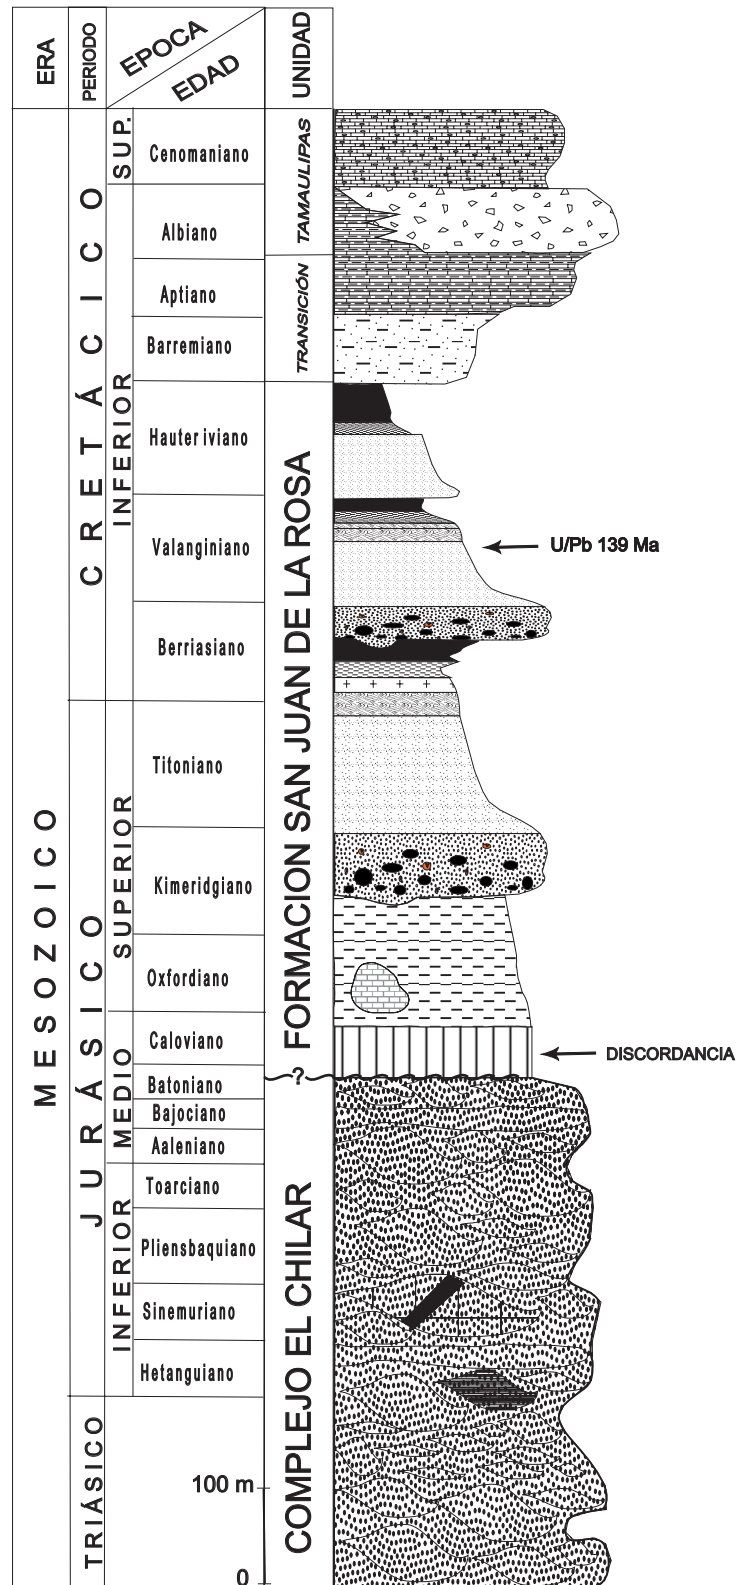 ERA
PERIODO
EPOCA
EDAD
UNIDAD
MESOZOICO
CRETÁCICO
SUP.
Cenomaniano
INFERIOR
Albiano
Aptiano
Barremiano
Hauteriviano
Valanginiano
Berriasiano
JURÁSICO
SUPERIOR
Titoniano
Kimeridgiano
Oxfordiano
MEDIO
Caloviano
Batoniano
Bajociano
Aaleniano
INFERIOR
Toarciano
Pliensbaquiano
Sinemuriano
Hetanguiano
TRIÁSICO
TAMAULIPAS
TRANSICIÓN
FORMACION SAN JUAN DE LA ROSA
?
COMPLEJO EL CHILAR
U/Pb 139 Ma
DISCORDANCIA
100 m
0